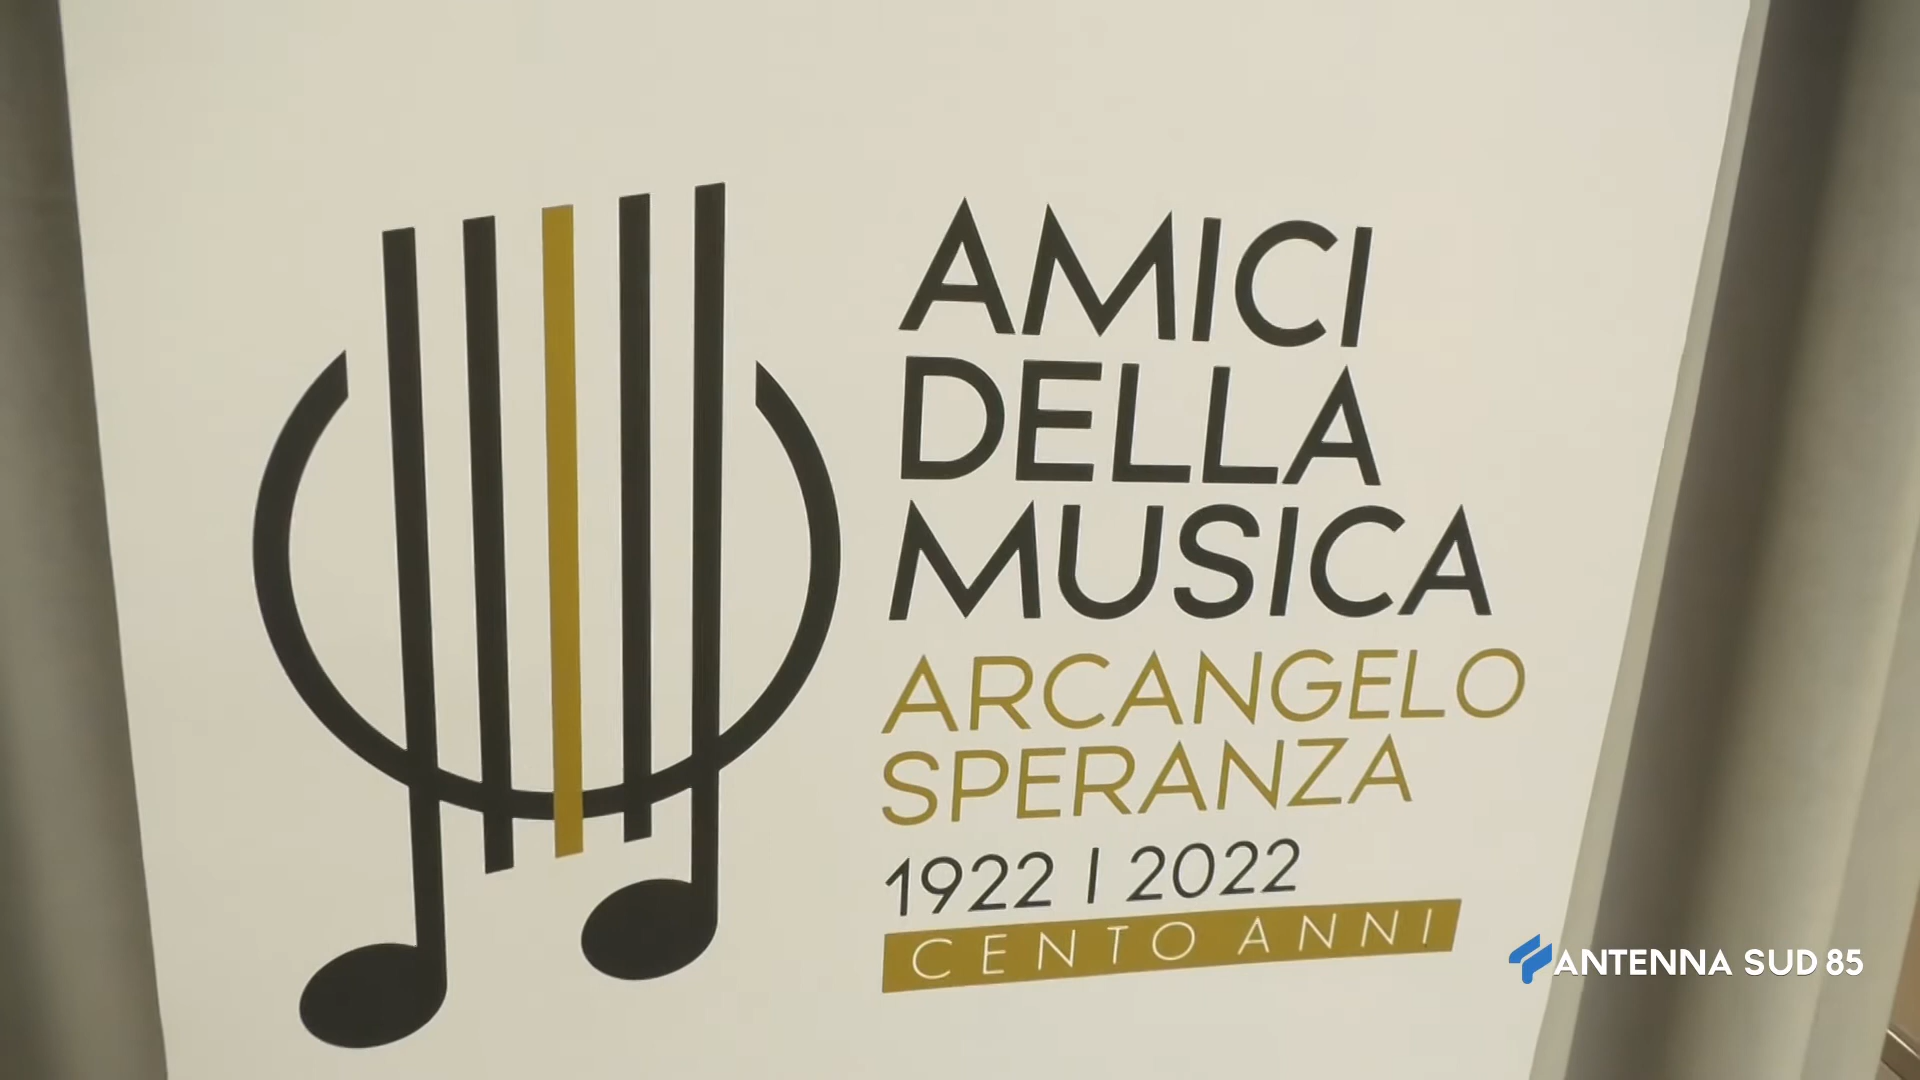 AMICI
DELLA
MUSICA
ARCANGELO
SPERANZA
1922 | 2022
CENTO ANNI
ANTENNA SUD 85